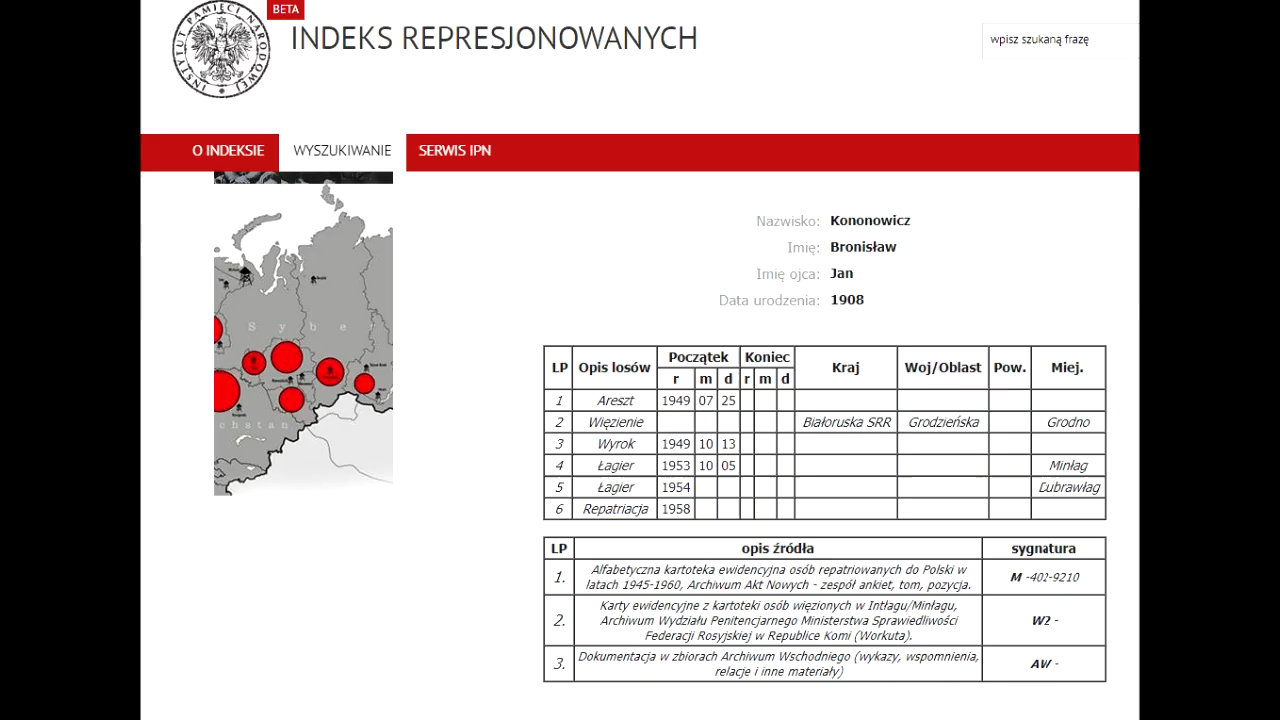 BETA
INSTYTUT PAMIĘCI NARODOWEJ
INDEKS REPRESJONOWANYCH
wpisz szukaną frazę
O INDEKSIE WYSZUKIWANIE SERWIS IPN
S y b e
c h s t a n
Nazwisko: Kononowicz
Imię: Bronisław
Imię ojca: Jan
Data urodzenia: 1908
LP Opis losów Początek Koniec Kraj Woj/Oblast Pow. Miej.
r m d r m d
1 Areszt 1949 07 25
2 Więzienie Białoruska SRR Grodzieńska Grodno
3 Wyrok 1949 10 13
4 Łagier 1953 10 05 Minłag
5 Łagier 1954 Dubrawłag
6 Repatriacja 1958
LP opis źródła sygnatura
1. Alfabetyczna kartoteka ewidencyjna osób repatriowanych do Polski w
latach 1945-1960, Archiwum Akt Nowych - zespół ankiet, tom, pozycja. M -402-9210
2. Karty ewidencyjne z kartoteki osób więzionych w Intłagu/Minłagu,
Archiwum Wydziału Penitencjarnego Ministerstwa Sprawiedliwości
Federacji Rosyjskiej w Republice Komi (Workuta). W2 -
3. Dokumentacja w zbiorach Archiwum Wschodniego (wykazy, wspomnienia,
relacje i inne materiały) AW -